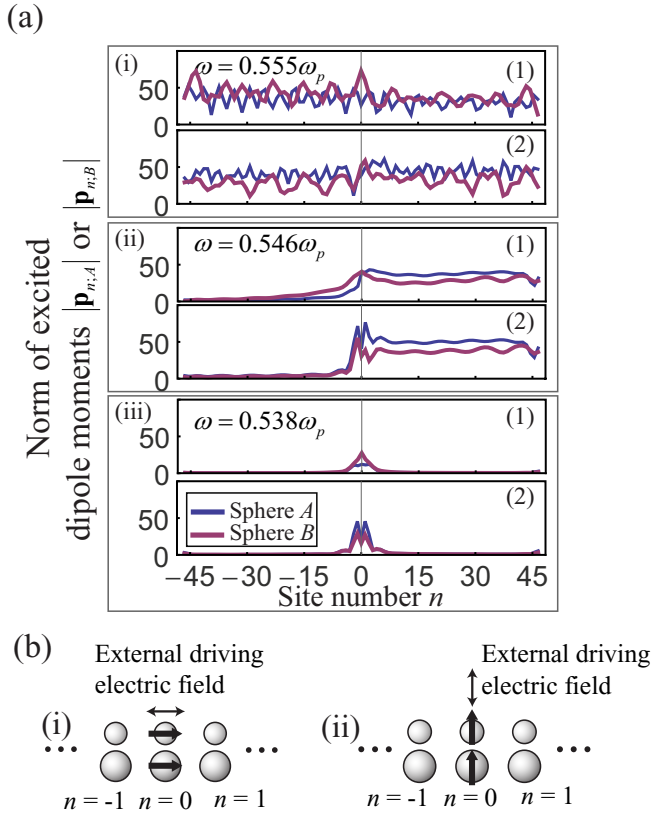 (a)
Norm of excited
dipole moments |p_{n;A}| or |p_{n;B}|
(i)
ω = 0.555ω_p
(1)
50
0
(2)
50
0
(ii)
ω = 0.546ω_p
(1)
50
0
(2)
50
0
(iii)
ω = 0.538ω_p
(1)
50
0
(2)
50
0
Sphere A
Sphere B
−45 −30 −15 0 15 30 45
Site number n
(b)
External driving
electric field
(i)
... ...
n = -1 n = 0 n = 1
External driving
electric field
(ii)
... ...
n = -1 n = 0 n = 1